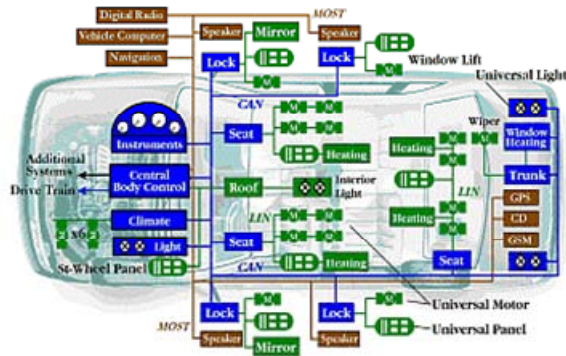 Digital Radio
MOST
Speaker
Mirror
Speaker
Vehicle Computer
Lock
Lock
Window Lift
Navigation
M
M
Universal Light
CAN
M
M
Wiper
M
Seat
M
M
M
Window
Heating
Instruments
Heating
Heating
M
M
Additional
Systems
Central
Body Control
Trunk
Roof
Interior
Light
LIN
Drive Train
GPS
Climate
LIN
M
M
Heating
CD
x6
M
M
M
GSM
Light
Seat
M
St-Wheel Panel
Heating
Seat
CAN
M
M
Lock
Lock
Universal Motor
MOST
Speaker
Speaker
Universal Panel
Mirror